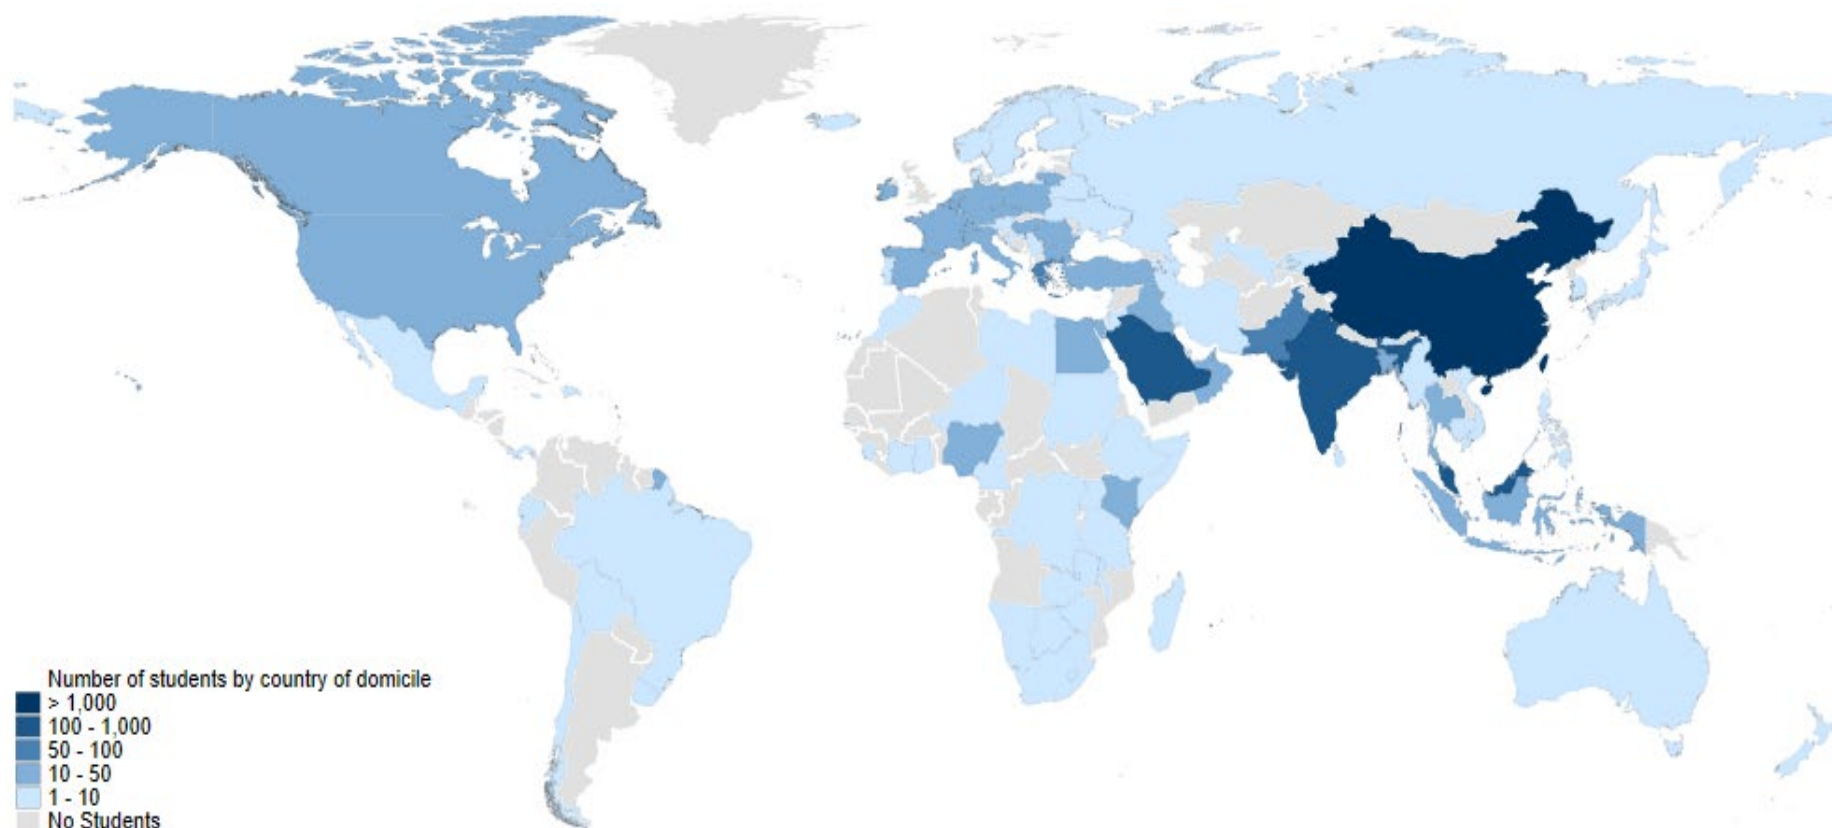 Number of students by country of domicile
> 1,000
100 - 1,000
50 - 100
10 - 50
1 - 10
No Students